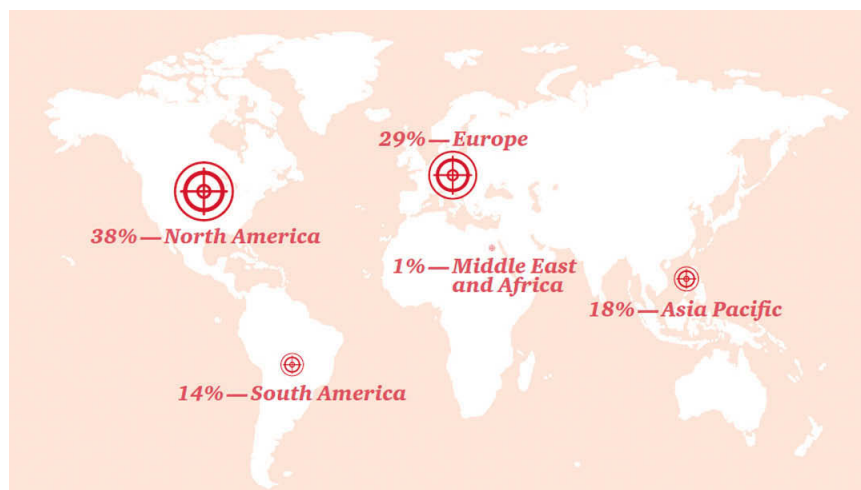 29%—Europe
38%—North America
1%—Middle East
and Africa
18%—Asia Pacific
14%—South America